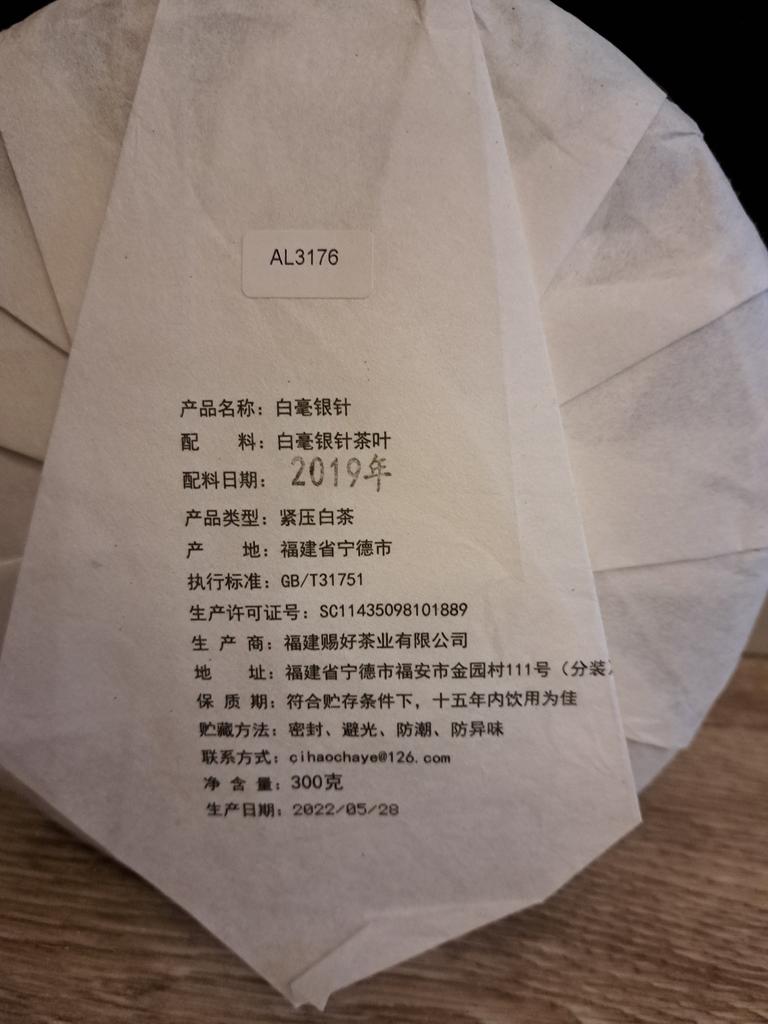 AL3176
产品名称：白毫银针
配　　料：白毫银针茶叶
配料日期：2019年
产品类型：紧压白茶
产　　地：福建省宁德市
执行标准：GB/T31751
生产许可证号：SC11435098101889
生 产 商：福建赐好茶业有限公司
地　　址：福建省宁德市福安市金园村111号（分装）
保 质 期：符合贮存条件下，十五年内饮用为佳
贮藏方法：密封、避光、防潮、防异味
联系方式：cihaochaye@126.com
净 含 量：300克
生产日期：2022/05/28